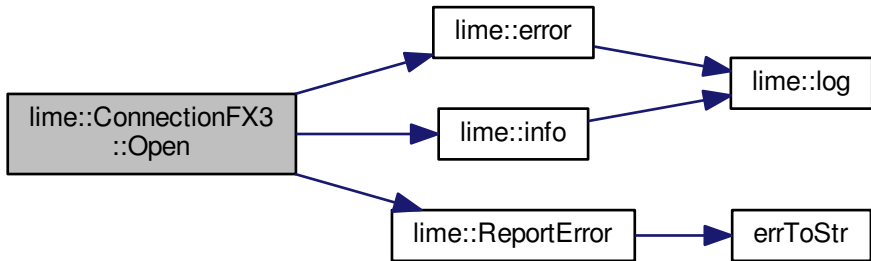 lime::ConnectionFX3
::Open
lime::error
lime::info
lime::ReportError
lime::log
errToStr